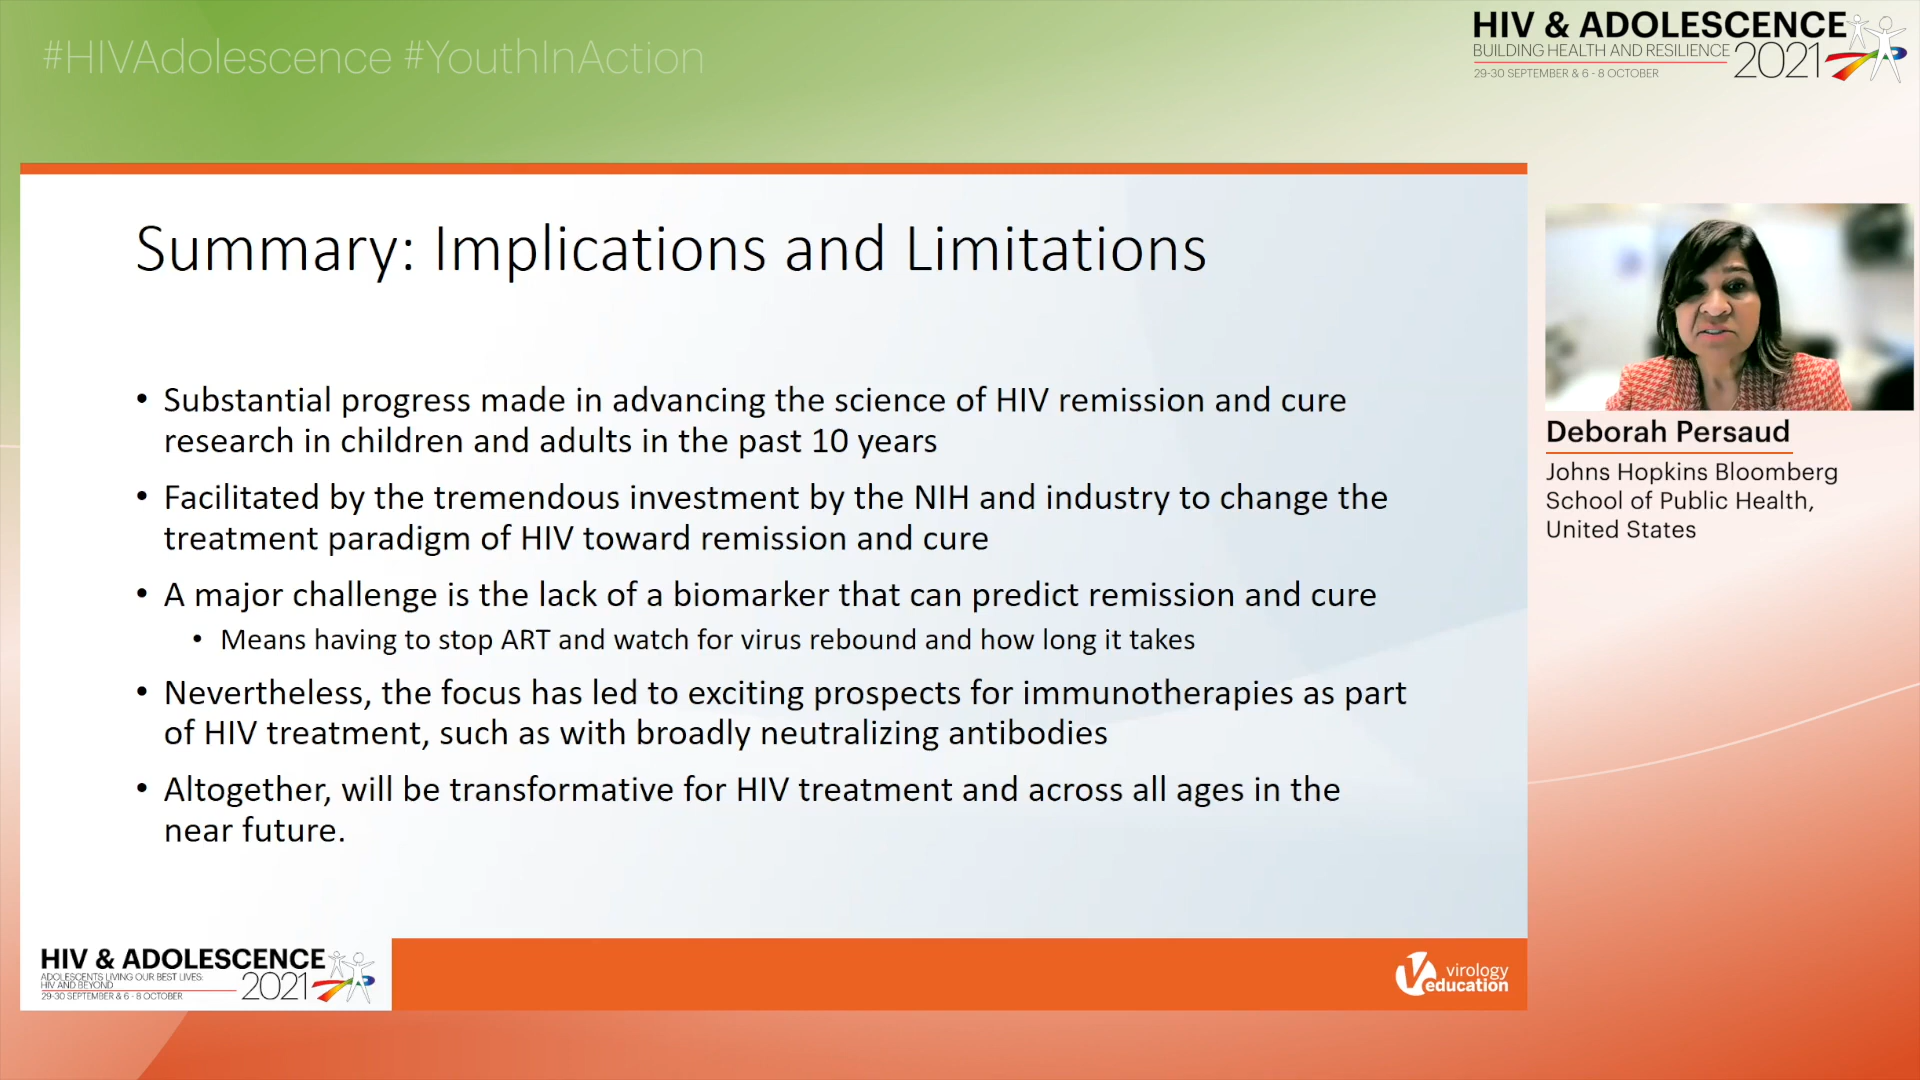 #HIVAdolescence #YouthInAction
HIV & ADOLESCENCE
BUILDING HEALTH AND RESILIENCE 2021
29-30 SEPTEMBER & 6 - 8 OCTOBER
Summary: Implications and Limitations
• Substantial progress made in advancing the science of HIV remission and cure
research in children and adults in the past 10 years
• Facilitated by the tremendous investment by the NIH and industry to change the
treatment paradigm of HIV toward remission and cure
• A major challenge is the lack of a biomarker that can predict remission and cure
• Means having to stop ART and watch for virus rebound and how long it takes
• Nevertheless, the focus has led to exciting prospects for immunotherapies as part
of HIV treatment, such as with broadly neutralizing antibodies
• Altogether, will be transformative for HIV treatment and across all ages in the
near future.
Deborah Persaud
Johns Hopkins Bloomberg
School of Public Health,
United States
HIV & ADOLESCENCE
ADOLESCENTS LIVING OUR BEST LIVES:
HIV AND BEYOND
2021
29-30 SEPTEMBER & 6 - 8 OCTOBER
virology
education